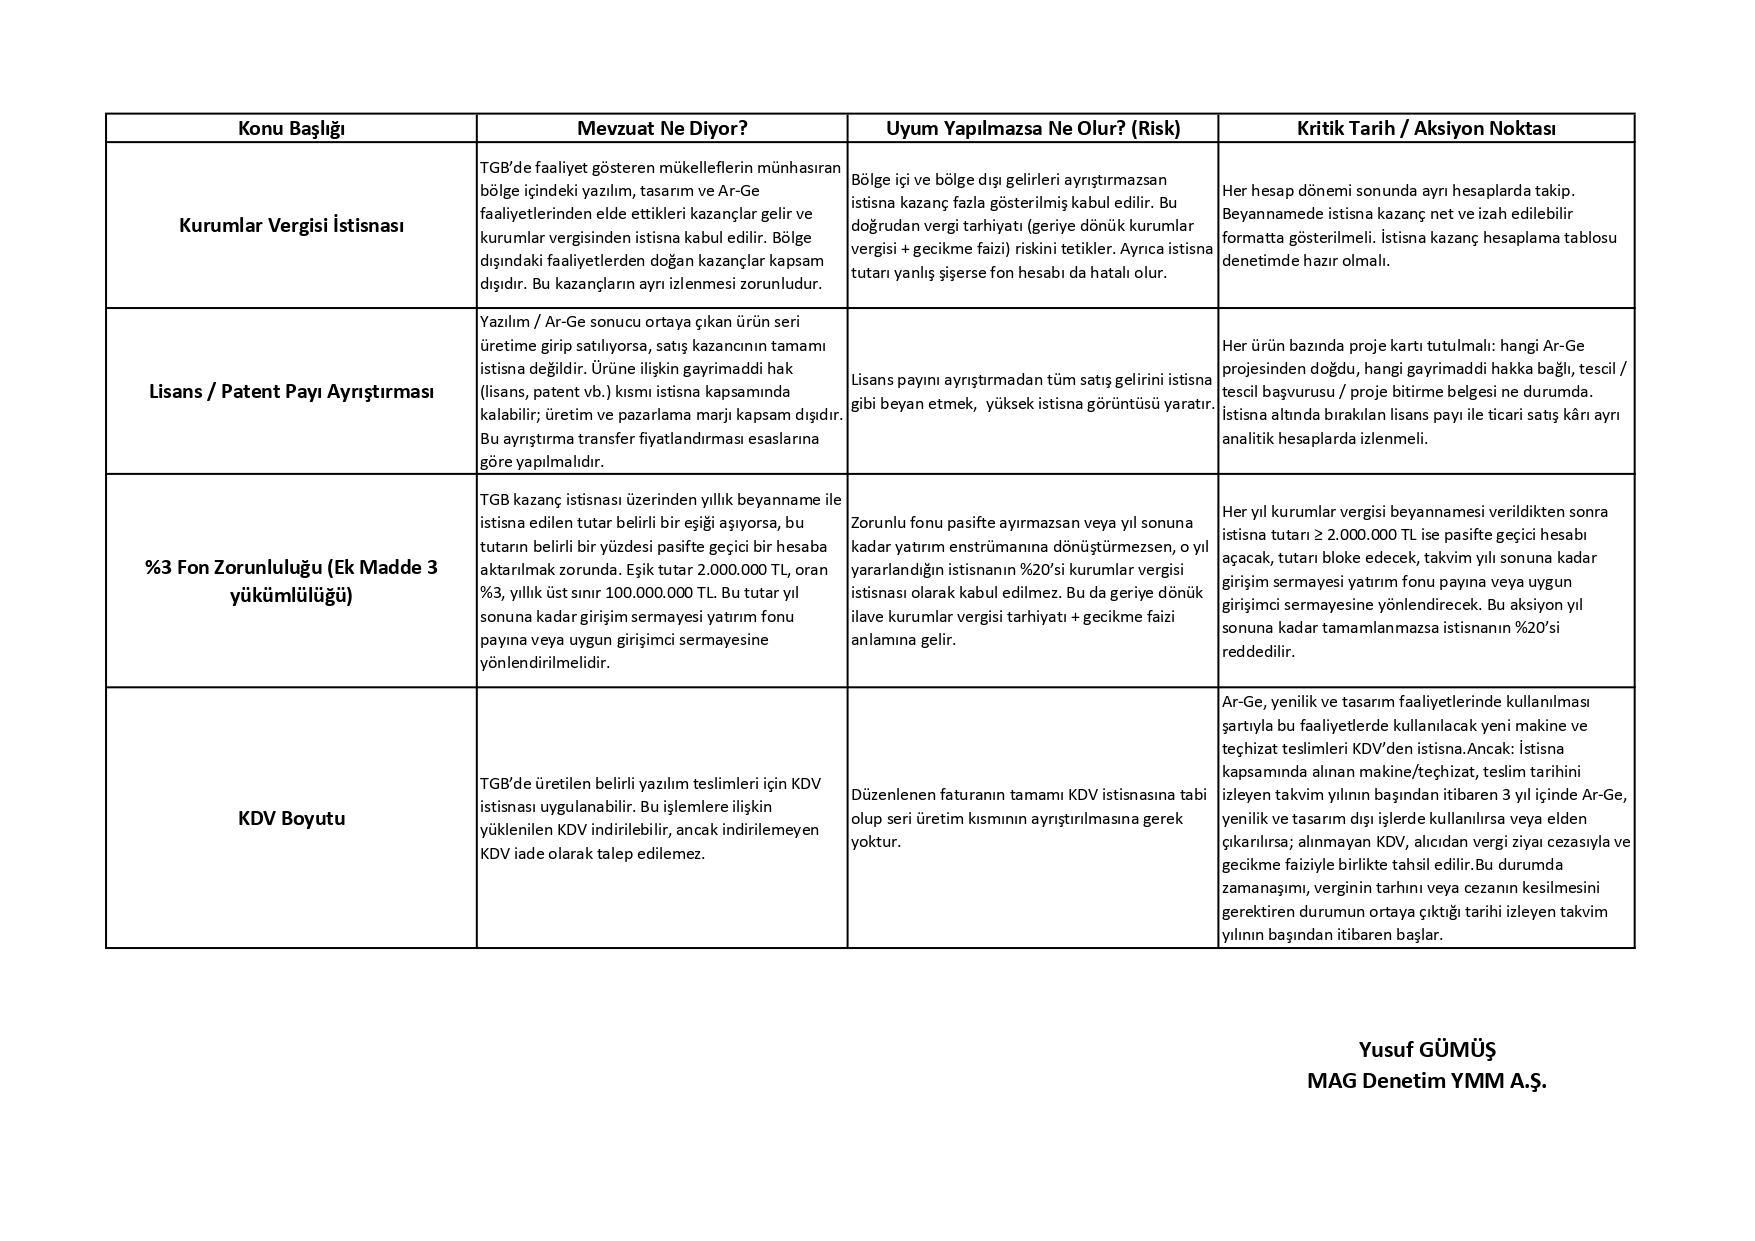 Konu Başlığı
Mevzuat Ne Diyor?
Uyum Yapılmazsa Ne Olur? (Risk)
Kritik Tarih / Aksiyon Noktası
Kurumlar Vergisi İstisnası
TGB’de faaliyet gösteren mükelleflerin münhasıran
bölge içindeki yazılım, tasarım ve Ar-Ge
faaliyetlerinden elde ettikleri kazançlar gelir ve
kurumlar vergisinden istisna kabul edilir. Bölge
dışındaki faaliyetlerden doğan kazançlar kapsam
dışıdır. Bu kazançların ayrı izlenmesi zorunludur.
Bölge içi ve bölge dışı gelirleri ayrıştırmazsan
istisna kazanç fazla gösterilmiş kabul edilir. Bu
doğrudan vergi tarhiyatı (geriye dönük kurumlar
vergisi + gecikme faizi) riskini tetikler. Ayrıca istisna
tutarı yanlış şişerse fon hesabı da hatalı olur.
Her hesap dönemi sonunda ayrı hesaplarda takip.
Beyannamede istisna kazanç net ve izah edilebilir
formatta gösterilmeli. İstisna kazanç hesaplama tablosu
denetimde hazır olmalı.
Lisans / Patent Payı Ayrıştırması
Yazılım / Ar-Ge sonucu ortaya çıkan ürün seri
üretime girip satılıyorsa, satış kazancının tamamı
istisna değildir. Ürüne ilişkin gayrimaddi hak
(lisans, patent vb.) kısmı istisna kapsamında
kalabilir; üretim ve pazarlama marjı kapsam dışıdır.
Bu ayrıştırma transfer fiyatlandırması esaslarına
göre yapılmalıdır.
Lisans payını ayrıştırmadan tüm satış gelirini istisna
gibi beyan etmek,  yüksek istisna görüntüsü yaratır.
Her ürün bazında proje kartı tutulmalı: hangi Ar-Ge
projesinden doğdu, hangi gayrimaddi hakka bağlı, tescil /
tescil başvurusu / proje bitirme belgesi ne durumda.
İstisna altında bırakılan lisans payı ile ticari satış kârı ayrı
analitik hesaplarda izlenmeli.
%3 Fon Zorunluluğu (Ek Madde 3
yükümlülüğü)
TGB kazanç istisnası üzerinden yıllık beyanname ile
istisna edilen tutar belirli bir eşiği aşıyorsa, bu
tutarın belirli bir yüzdesi pasifte geçici bir hesaba
aktarılmak zorunda. Eşik tutar 2.000.000 TL, oran
%3, yıllık üst sınır 100.000.000 TL. Bu tutar yıl
sonuna kadar girişim sermayesi yatırım fonu
payına veya uygun girişimci sermayesine
yönlendirilmelidir.
Zorunlu fonu pasifte ayırmazsan veya yıl sonuna
kadar yatırım enstrümanına dönüştürmezsen, o yıl
yararlandığın istisnanın %20’si kurumlar vergisi
istisnası olarak kabul edilmez. Bu da geriye dönük
ilave kurumlar vergisi tarhiyatı + gecikme faizi
anlamına gelir.
Her yıl kurumlar vergisi beyannamesi verildikten sonra
istisna tutarı ≥ 2.000.000 TL ise pasifte geçici hesabı
açacak, tutarı bloke edecek, takvim yılı sonuna kadar
girişim sermayesi yatırım fonu payına veya uygun
girişimci sermayesine yönlendirecek. Bu aksiyon yıl
sonuna kadar tamamlanmazsa istisnanın %20’si
reddedilir.
KDV Boyutu
TGB’de üretilen belirli yazılım teslimleri için KDV
istisnası uygulanabilir. Bu işlemlere ilişkin
yüklenilen KDV indirilebilir, ancak indirilemeyen
KDV iade olarak talep edilemez.
Düzenlenen faturanın tamamı KDV istisnasına tabi
olup seri üretim kısmının ayrıştırılmasına gerek
yoktur.
Ar-Ge, yenilik ve tasarım faaliyetlerinde kullanılması
şartıyla bu faaliyetlerde kullanılacak yeni makine ve
teçhizat teslimleri KDV’den istisna.Ancak: İstisna
kapsamında alınan makine/teçhizat, teslim tarihini
izleyen takvim yılının başından itibaren 3 yıl içinde Ar-Ge,
yenilik ve tasarım dışı işlerde kullanılırsa veya elden
çıkarılırsa; alınmayan KDV, alıcıdan vergi ziyaı cezasıyla ve
gecikme faiziyle birlikte tahsil edilir.Bu durumda
zamanaşımı, verginin tarhını veya cezanın kesilmesini
gerektiren durumun ortaya çıktığı tarihi izleyen takvim
yılının başından itibaren başlar.
Yusuf GÜMÜŞ
MAG Denetim YMM A.Ş.